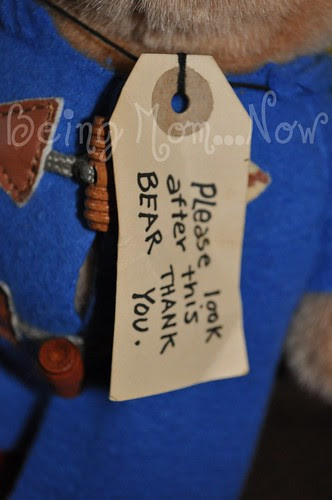 Being Mom...Now
Please look
after this
BEAR THANK
YOU.